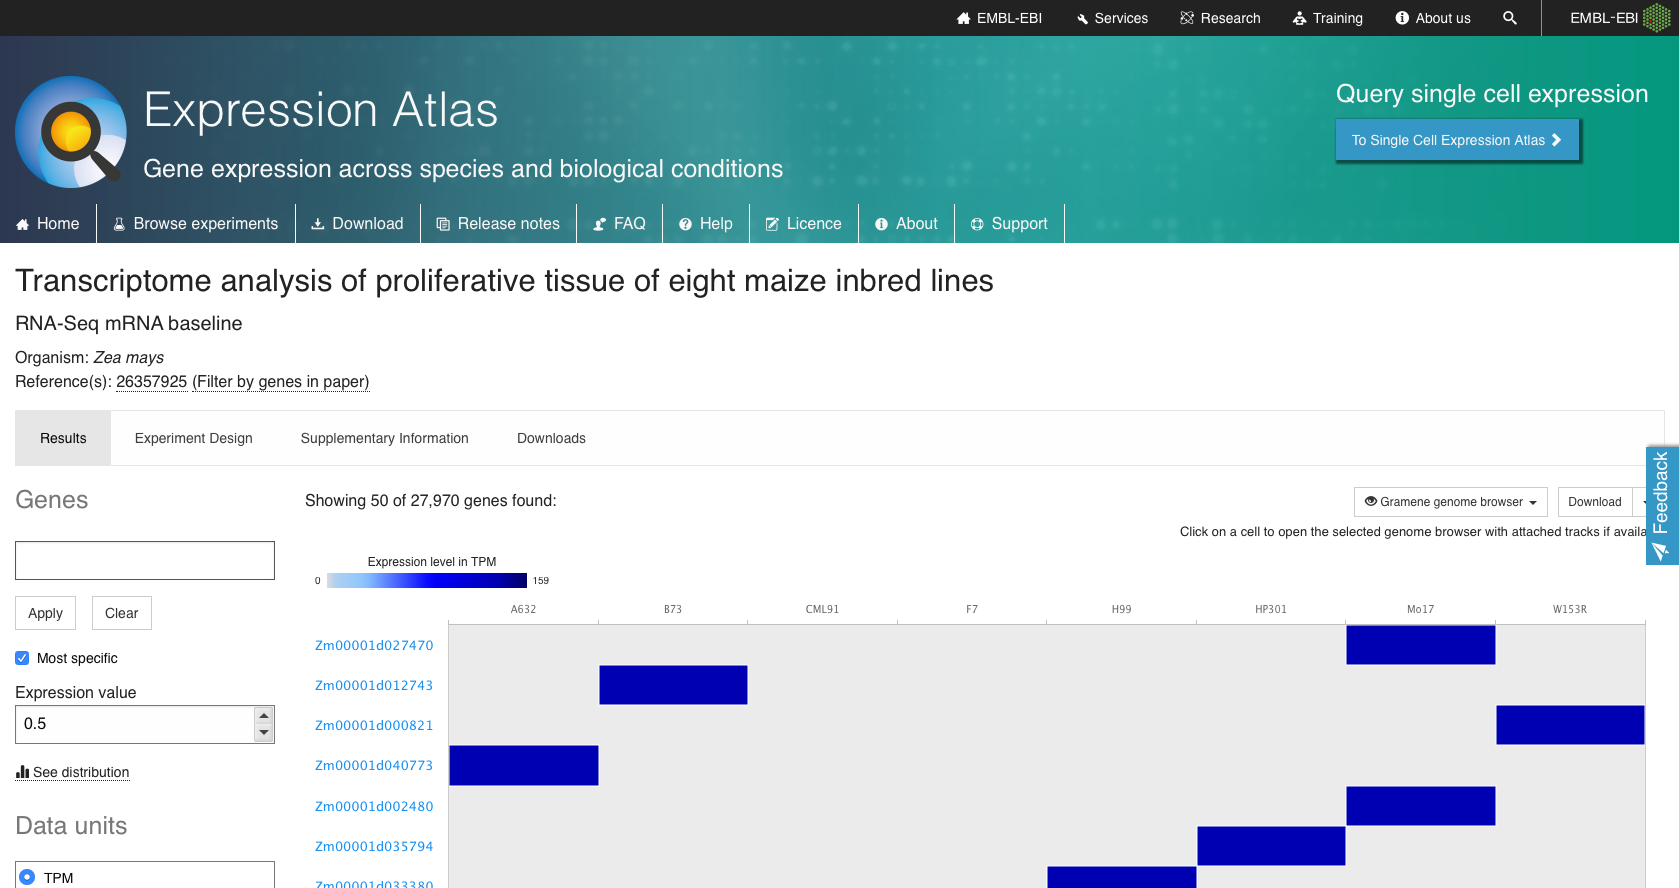 EMBL-EBI Services Research Training About us EMBL-EBI
Expression Atlas
Gene expression across species and biological conditions
Query single cell expression
To Single Cell Expression Atlas
Home Browse experiments Download Release notes FAQ Help Licence About Support
Transcriptome analysis of proliferative tissue of eight maize inbred lines
RNA-Seq mRNA baseline
Organism: Zea mays
Reference(s): 26357925 (Filter by genes in paper)
Results Experiment Design Supplementary Information Downloads
Feedback
Genes
Apply Clear
Most specific
Expression value
0.5
See distribution
Data units
TPM
Showing 50 of 27,970 genes found:
Gramene genome browser Download
Click on a cell to open the selected genome browser with attached tracks if availa
Expression level in TPM
0 159
A632 B73 CML91 F7 H99 HP301 Mo17 W153R
Zm00001d027470
Zm00001d012743
Zm00001d000821
Zm00001d040773
Zm00001d002480
Zm00001d035794
Zm00001d033380